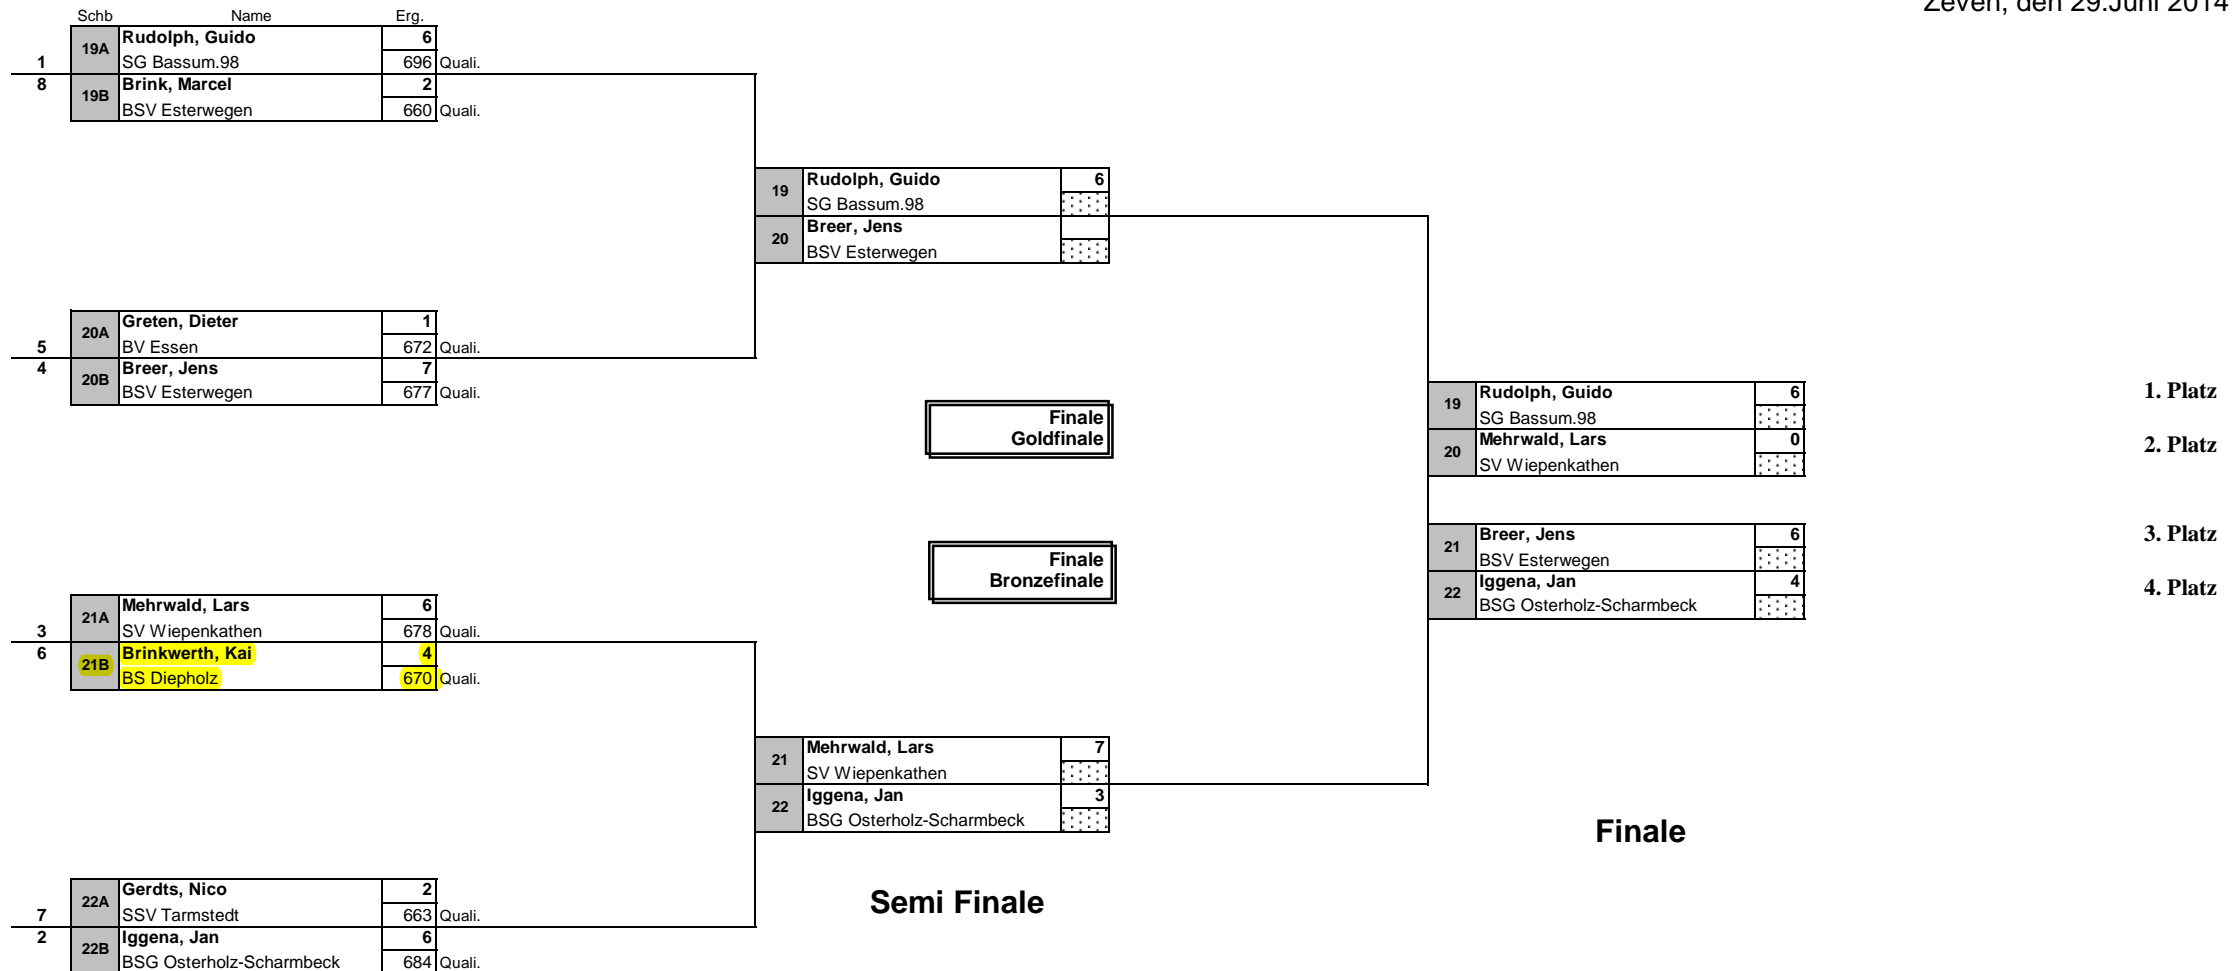 Zeven, den 29.Juni 2014
Schb Name Erg.
19A Rudolph, Guido 6
1 SG Bassum.98 696 Quali.
8 19B Brink, Marcel 2
BSV Esterwegen 660 Quali.
19 Rudolph, Guido 6
SG Bassum.98
20 Breer, Jens
BSV Esterwegen
20A Greten, Dieter 1
5 BV Essen 672 Quali.
4 20B Breer, Jens 7
BSV Esterwegen 677 Quali.
Finale
Goldfinale
19 Rudolph, Guido 6 1. Platz
SG Bassum.98
20 Mehrwald, Lars 0 2. Platz
SV Wiepenkathen
Finale
Bronzefinale
21 Breer, Jens 6 3. Platz
BSV Esterwegen
22 Iggena, Jan 4 4. Platz
BSG Osterholz-Scharmbeck
21A Mehrwald, Lars 6
3 SV Wiepenkathen 678 Quali.
6 21B Brinkwerth, Kai 4
BS Diepholz 670 Quali.
21 Mehrwald, Lars 7
SV Wiepenkathen
22 Iggena, Jan 3
BSG Osterholz-Scharmbeck
Finale
Semi Finale
22A Gerdts, Nico 2
7 SSV Tarmstedt 663 Quali.
2 22B Iggena, Jan 6
BSG Osterholz-Scharmbeck 684 Quali.